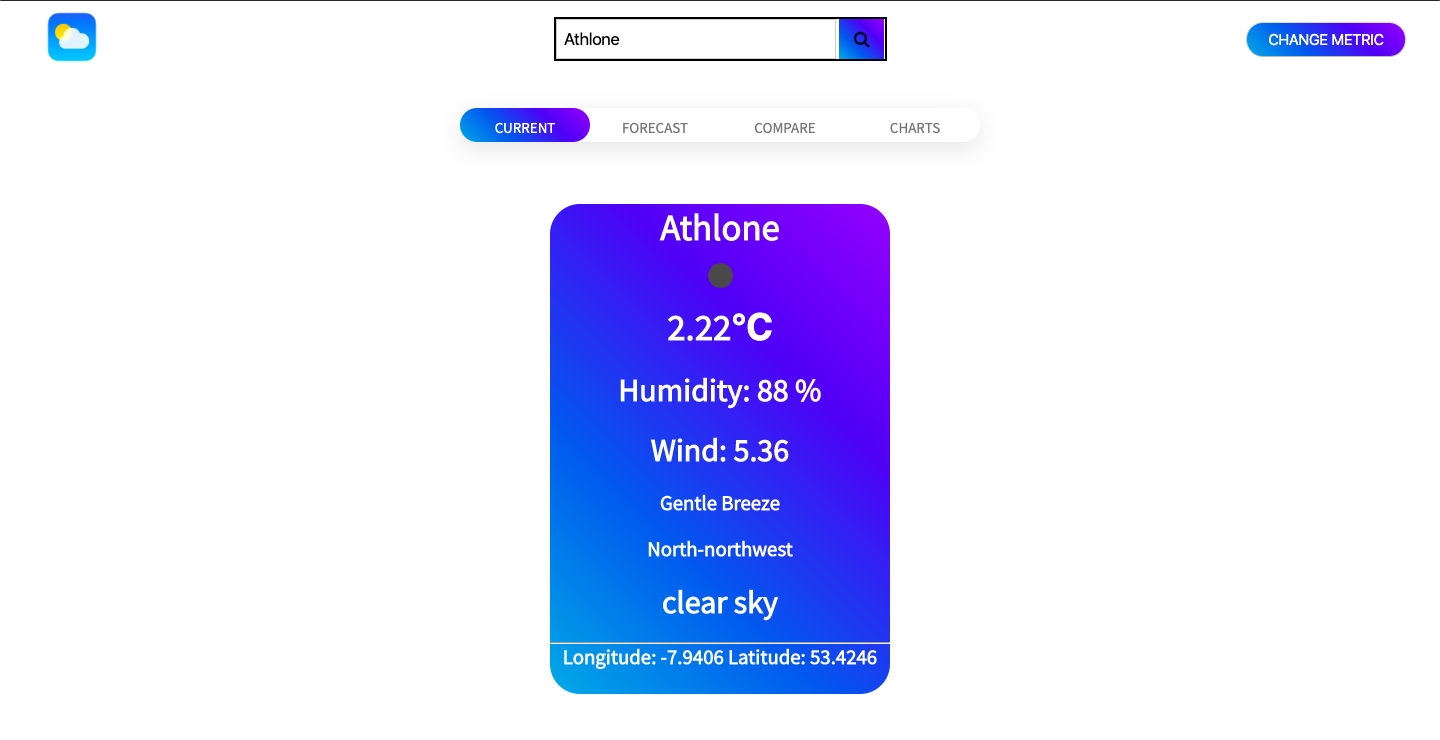 Athlone
CHANGE METRIC
CURRENT FORECAST COMPARE CHARTS
Athlone
2.22°C
Humidity: 88 %
Wind: 5.36
Gentle Breeze
North-northwest
clear sky
Longitude: -7.9406 Latitude: 53.4246